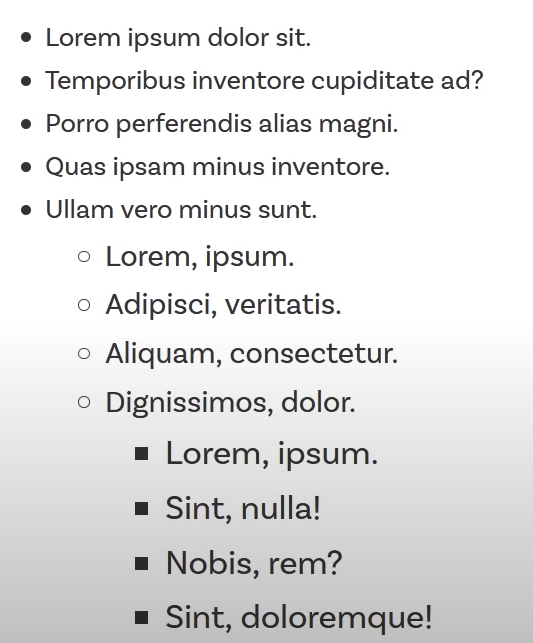 Lorem ipsum dolor sit.
Temporibus inventore cupiditate ad?
Porro perferendis alias magni.
Quas ipsam minus inventore.
Ullam vero minus sunt.
Lorem, ipsum.
Adipisci, veritatis.
Aliquam, consectetur.
Dignissimos, dolor.
Lorem, ipsum.
Sint, nulla!
Nobis, rem?
Sint, doloremque!